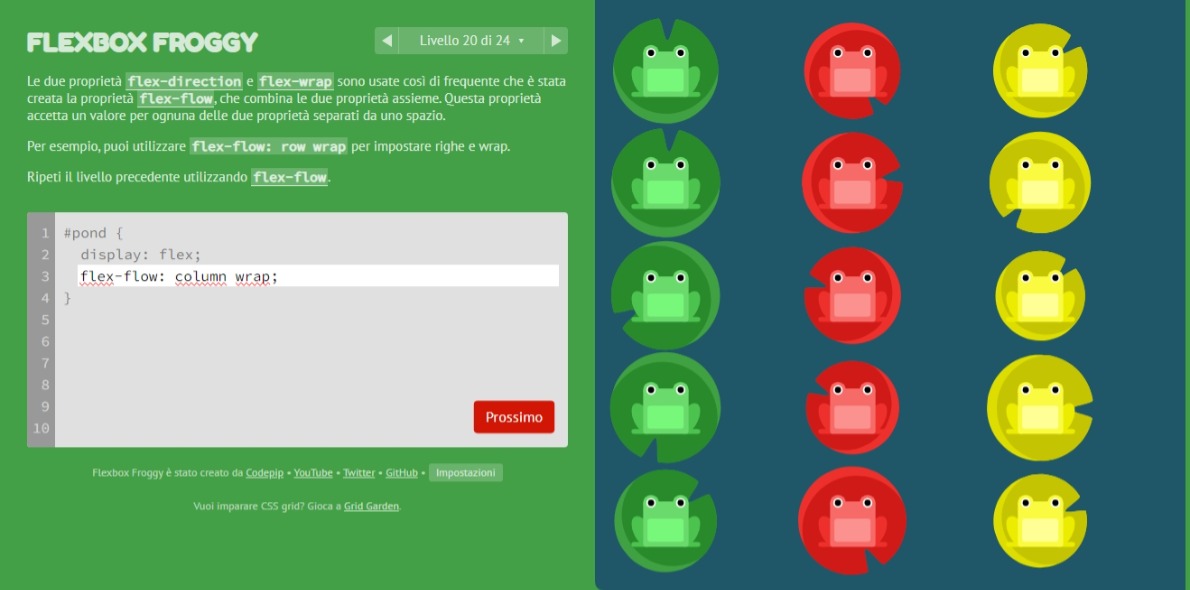 FLEXBOX FROGGY
Livello 20 di 24
Le due proprietà flex-direction e flex-wrap sono usate così di frequente che è stata
creata la proprietà flex-flow, che combina le due proprietà assieme. Questa proprietà
accetta un valore per ognuna delle due proprietà separati da uno spazio.
Per esempio, puoi utilizzare flex-flow: row wrap per impostare righe e wrap.
Ripeti il livello precedente utilizzando flex-flow.
1 #pond {
2 display: flex;
3 flex-flow: column wrap;
4 }
5
6
7
8
9
10
Prossimo
Flexbox Froggy è stato creato da Codepip • YouTube • Twitter • GitHub • Impostazioni
Vuoi imparare CSS grid? Gioca a Grid Garden.